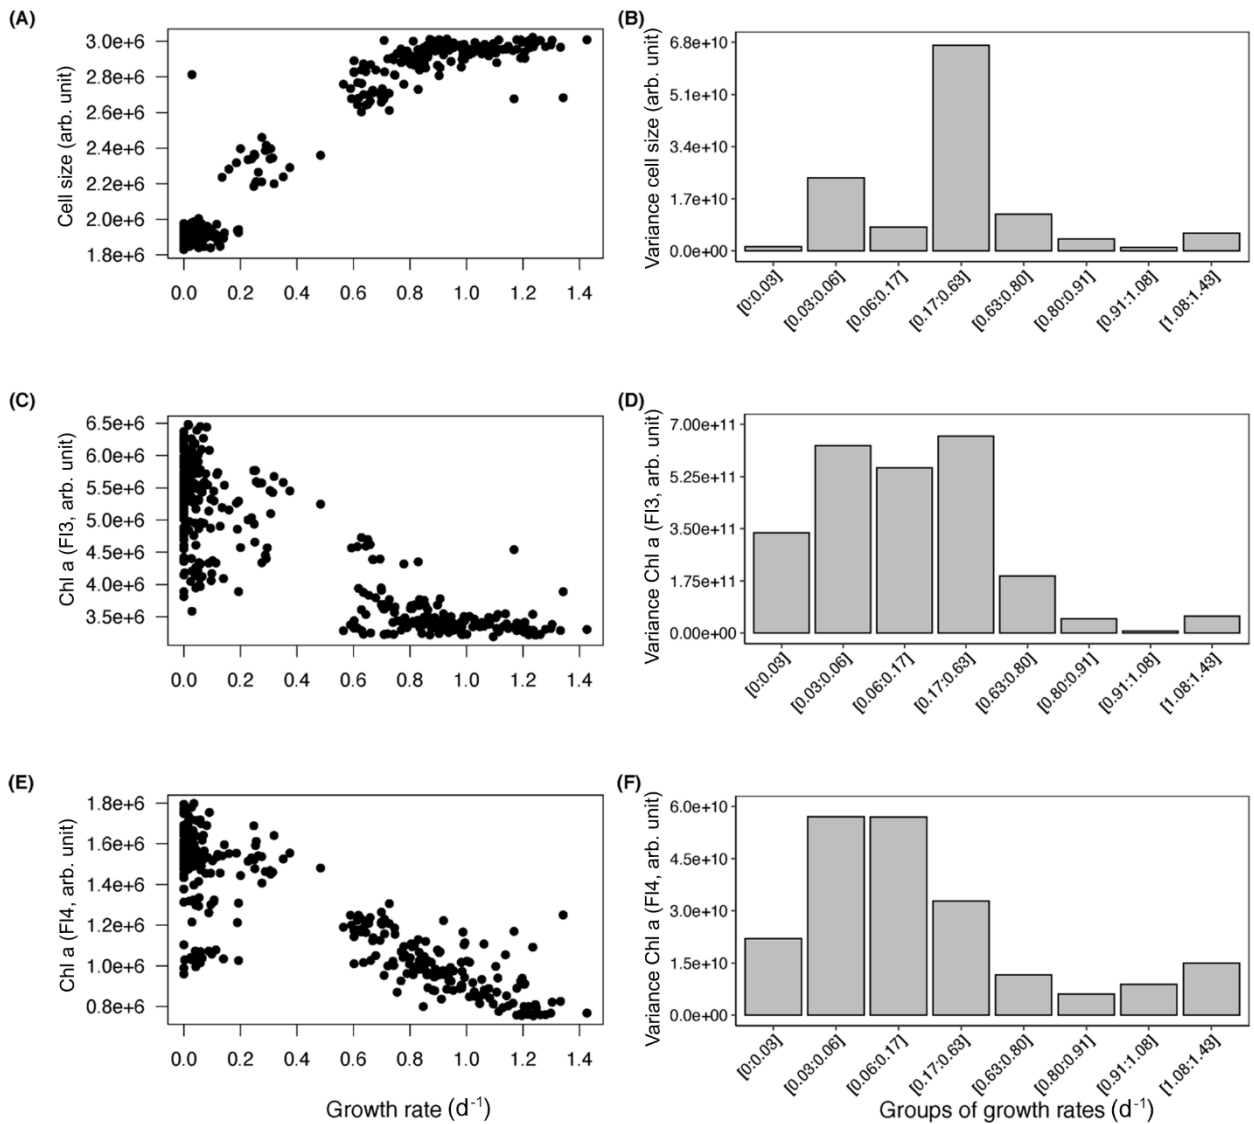 (A)
Cell size (arb. unit)
3.0e+6
2.8e+6
2.6e+6
2.4e+6
2.2e+6
2.0e+6
1.8e+6
0.0 0.2 0.4 0.6 0.8 1.0 1.2 1.4
(B)
Variance cell size (arb. unit)
6.8e+10
5.1e+10
3.4e+10
1.7e+10
0.0e+00
[0:0.03] [0.03:0.06] [0.06:0.17] [0.17:0.63] [0.63:0.80] [0.80:0.91] [0.91:1.08] [1.08:1.43]
(C)
Chl a (Fl3, arb. unit)
6.5e+6
6.0e+6
5.5e+6
5.0e+6
4.5e+6
4.0e+6
3.5e+6
0.0 0.2 0.4 0.6 0.8 1.0 1.2 1.4
(D)
Variance Chl a (Fl3, arb. unit)
7.00e+11
5.25e+11
3.50e+11
1.75e+11
0.00e+00
[0:0.03] [0.03:0.06] [0.06:0.17] [0.17:0.63] [0.63:0.80] [0.80:0.91] [0.91:1.08] [1.08:1.43]
(E)
Chl a (Fl4, arb. unit)
1.8e+6
1.6e+6
1.4e+6
1.2e+6
1.0e+6
0.8e+6
0.0 0.2 0.4 0.6 0.8 1.0 1.2 1.4
Growth rate (d⁻¹)
(F)
Variance Chl a (Fl4, arb. unit)
6.0e+10
4.5e+10
3.0e+10
1.5e+10
0.0e+00
[0:0.03] [0.03:0.06] [0.06:0.17] [0.17:0.63] [0.63:0.80] [0.80:0.91] [0.91:1.08] [1.08:1.43]
Groups of growth rates (d⁻¹)